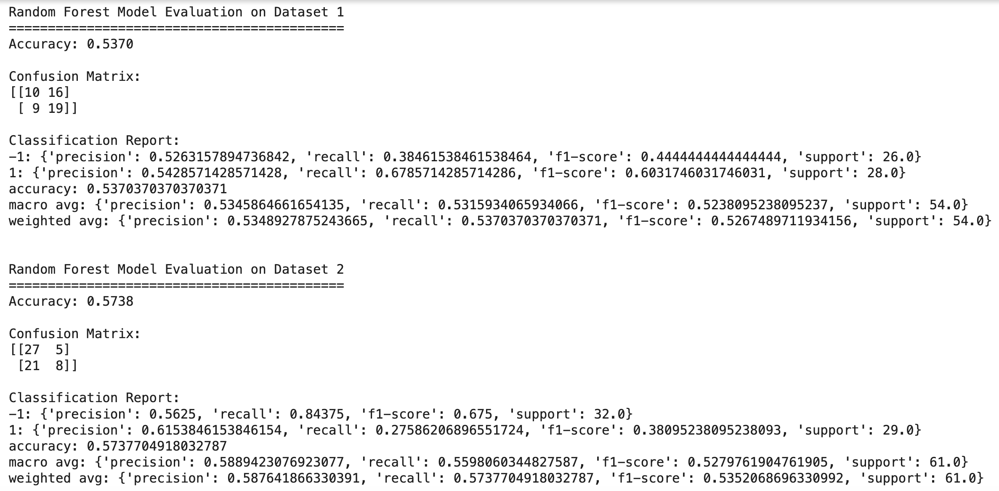 Random Forest Model Evaluation on Dataset 1
===========================================
Accuracy: 0.5370
Confusion Matrix:
[[10 16]
 [ 9 19]]
Classification Report:
-1: {'precision': 0.5263157894736842, 'recall': 0.38461538461538464, 'f1-score': 0.4444444444444444, 'support': 26.0}
1: {'precision': 0.5428571428571428, 'recall': 0.6785714285714286, 'f1-score': 0.6031746031746031, 'support': 28.0}
accuracy: 0.5370370370370371
macro avg: {'precision': 0.5345864661654135, 'recall': 0.5315934065934066, 'f1-score': 0.5238095238095237, 'support': 54.0}
weighted avg: {'precision': 0.5348927875243665, 'recall': 0.5370370370370371, 'f1-score': 0.5267489711934156, 'support': 54.0}
Random Forest Model Evaluation on Dataset 2
===========================================
Accuracy: 0.5738
Confusion Matrix:
[[27  5]
 [21  8]]
Classification Report:
-1: {'precision': 0.5625, 'recall': 0.84375, 'f1-score': 0.675, 'support': 32.0}
1: {'precision': 0.6153846153846154, 'recall': 0.27586206896551724, 'f1-score': 0.38095238095238093, 'support': 29.0}
accuracy: 0.5737704918032787
macro avg: {'precision': 0.5889423076923077, 'recall': 0.5598060344827587, 'f1-score': 0.5279761904761905, 'support': 61.0}
weighted avg: {'precision': 0.587641866330391, 'recall': 0.5737704918032787, 'f1-score': 0.5352068696330992, 'support': 61.0}